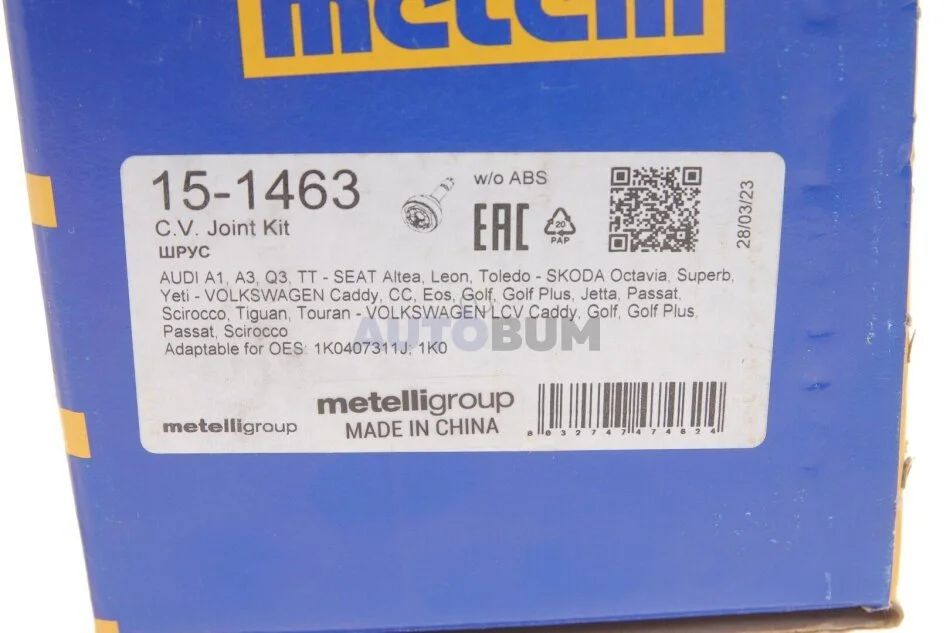 metelli
15-1463
w/o ABS
C.V. Joint Kit
ШРУС
EAC
20
PAP
28/03/23
AUDI A1, A3, Q3, TT - SEAT Altea, Leon, Toledo - SKODA Octavia, Superb,
Yeti - VOLKSWAGEN Caddy, CC, Eos, Golf, Golf Plus, Jetta, Passat,
Scirocco, Tiguan, Touran - VOLKSWAGEN LCV Caddy, Golf, Golf Plus,
Passat, Scirocco
AUTOBUM
Adaptable for OES: 1K0407311J; 1K0
metelligroup
metelligroup
MADE IN CHINA
8032747474624